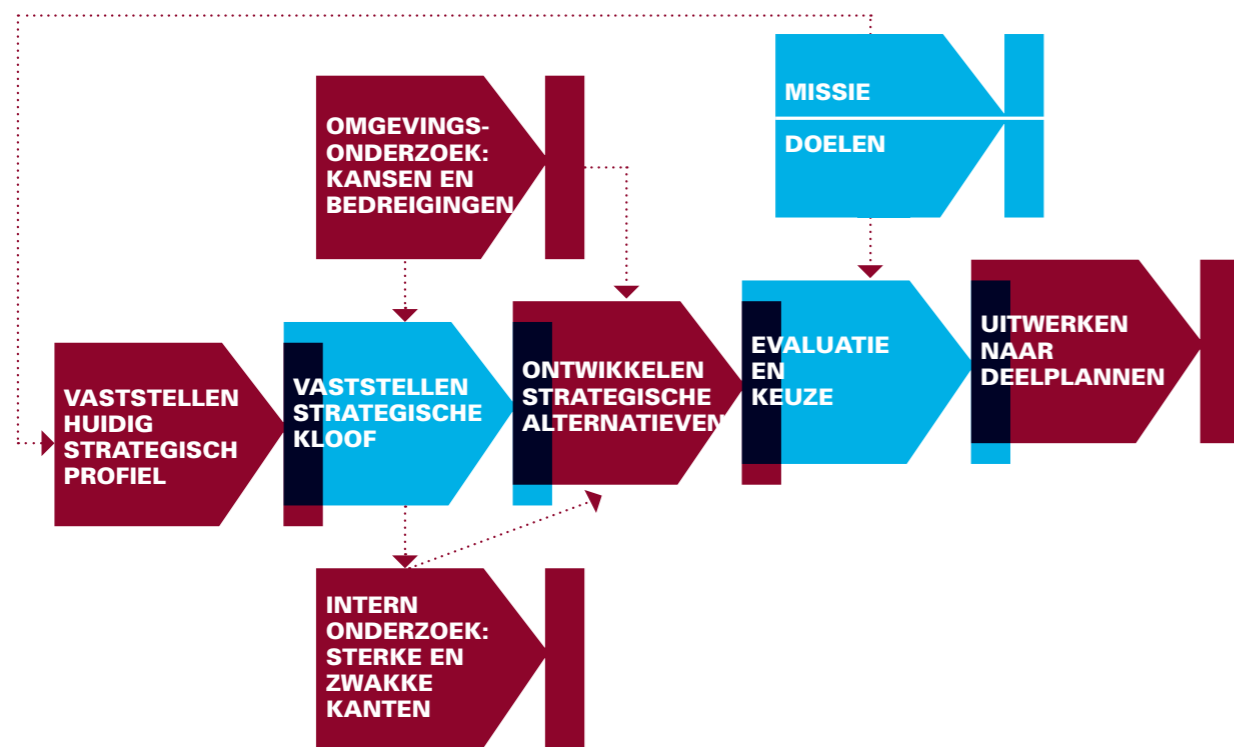 MISSIE
DOELEN
OMGEVINGS-
ONDERZOEK:
KANSEN EN
BEDREIGINGEN
VASTSTELLEN
HUIDIG
STRATEGISCH
PROFIEL
VASTSTELLEN
STRATEGISCHE
KLOOF
ONTWIKKELEN
STRATEGISCHE
ALTERNATIEVEN
EVALUATIE
EN
KEUZE
UITWERKEN
NAAR
DEELPLANNEN
INTERN
ONDERZOEK:
STERKE EN
ZWAKKE
KANTEN